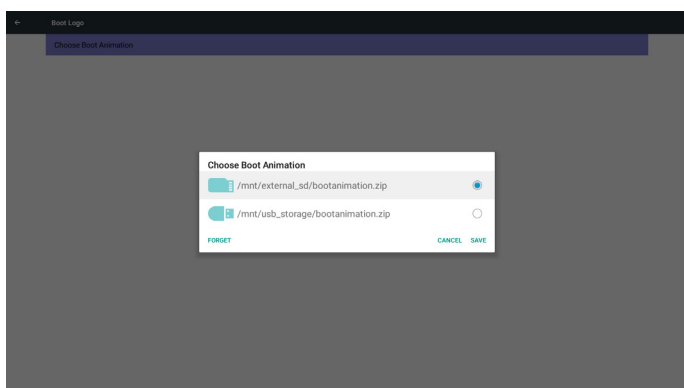 Boot Logo
Choose Boot Animation
Choose Boot Animation
/mnt/external_sd/bootanimation.zip
/mnt/usb_storage/bootanimation.zip
FORGET CANCEL SAVE